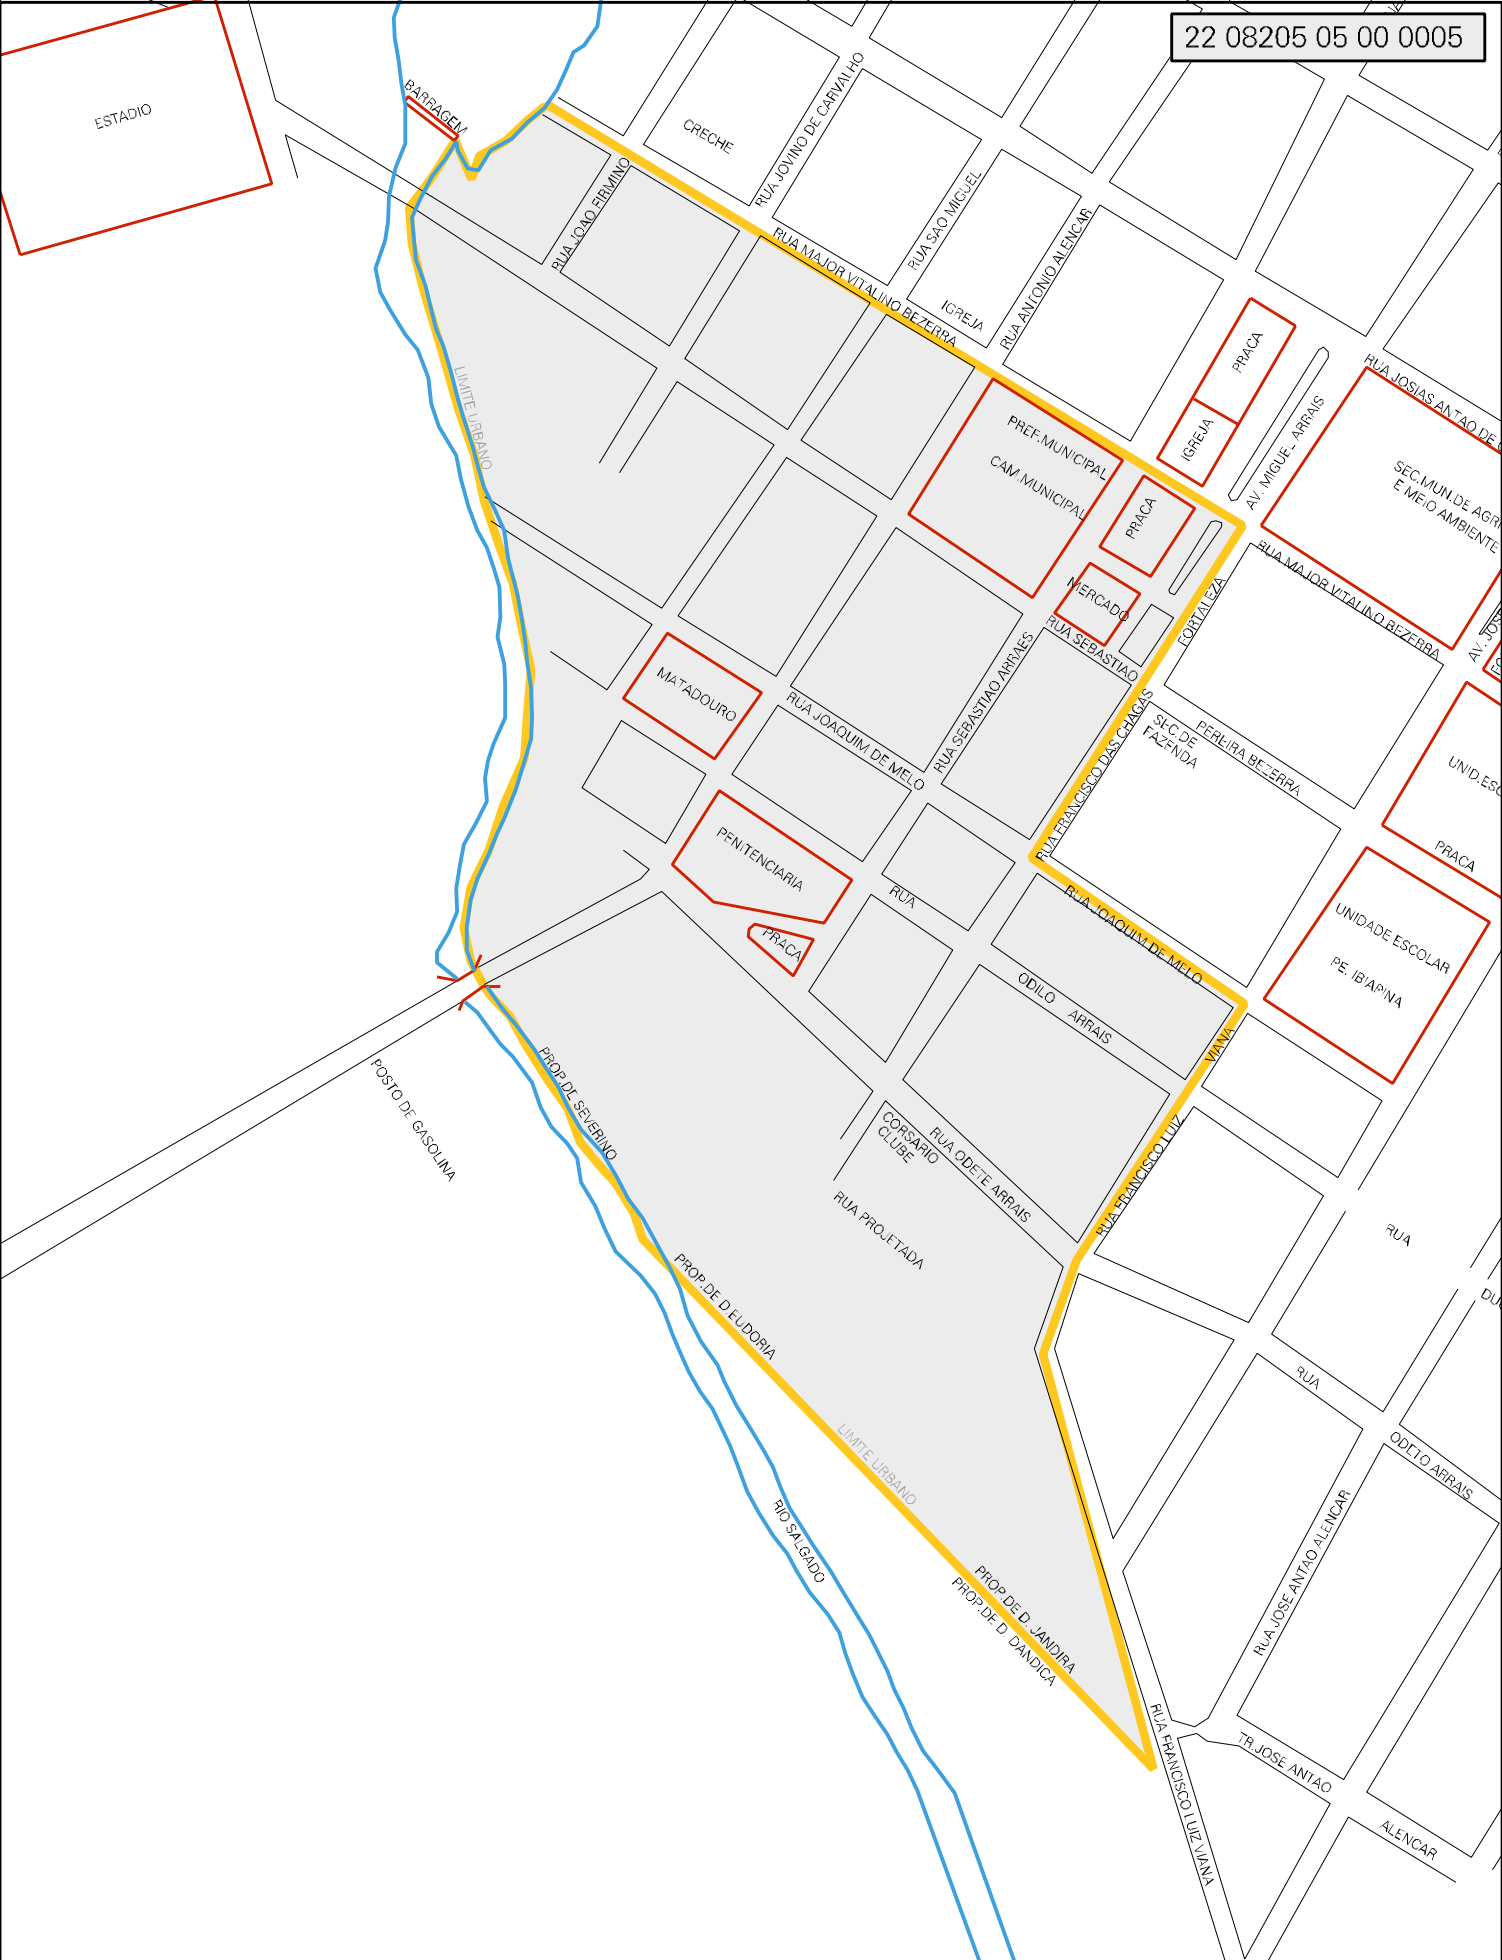 22 08205 05 00 0005
ESTADIO
BARRAGEM
CRECHE
RUA JOVINO DE CARVALHO
RUA JOAO FIRMINO
RUA SAO MIGUEL
RUA MAJOR VITALINO BEZERRA
IGREJA
RUA ANTONIO ALENCAR
PRACA
IGREJA
AV. MIGUEL ARRAIS
RUA JOSIAS ANTAO DE
LIMITE URBANO
PREF.MUNICIPAL
CAM.MUNICIPAL
PRACA
SEC.MUN.DE AGR
E MEIO AMBIENTE
MERCADO
RUA SEBASTIAO
FORTALEZA
RUA MAJOR VITALINO BEZERRA
AV. JOSE
MATADOURO
RUA JOAQUIM DE MELO
RUA SEBASTIAO ARRAES
RUA FRANCISCO DAS CHAGAS
SEC.DE
FAZENDA
PEREIRA BEZERRA
UNID.ESC
PENITENCIARIA
RUA
PRACA
PRACA
RUA JOAQUIM DE MELO
UNIDADE ESCOLAR
PE. IBIAPINA
ODILO
ARRAIS
VIANA
POSTO DE GASOLINA
PROP.DE SEVERINO
CORSARIO
CLUBE
RUA ODETE ARRAIS
RUA FRANCISCO LUIZ
RUA PROJETADA
RUA
PROP.DE D.EUDORIA
DUQ
RUA
LIMITE URBANO
ODETO ARRAIS
RIO SALGADO
RUA JOSE ANTAO ALENCAR
PROP.DE D. JANDIRA
PROP.DE D. DANDICA
RUA FRANCISCO LUIZ VIANA
TR.JOSE ANTAO
ALENCAR